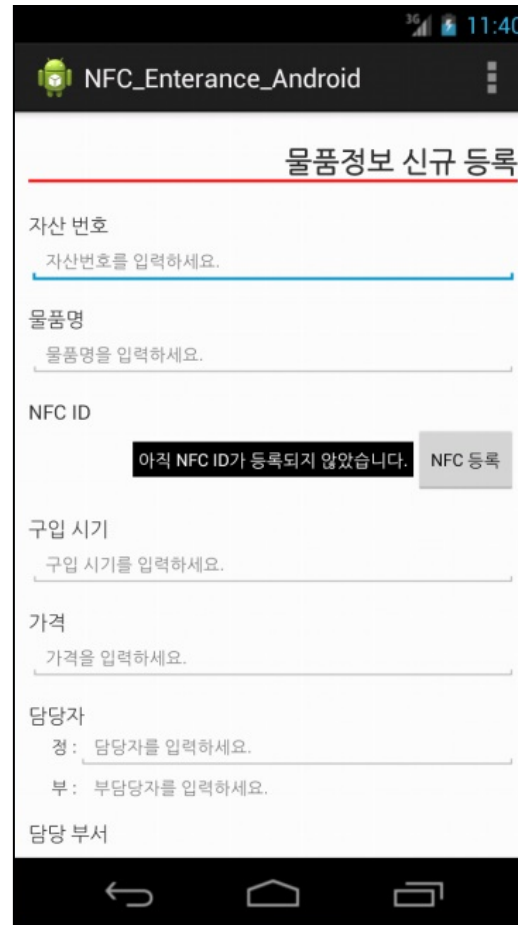 3G 11:40
NFC_Enterance_Android
물품정보 신규 등록
자산 번호
자산번호를 입력하세요.
물품명
물품명을 입력하세요.
NFC ID
아직 NFC ID가 등록되지 않았습니다. NFC 등록
구입 시기
구입 시기를 입력하세요.
가격
가격을 입력하세요.
담당자
정 : 담당자를 입력하세요.
부 : 부담당자를 입력하세요.
담당 부서